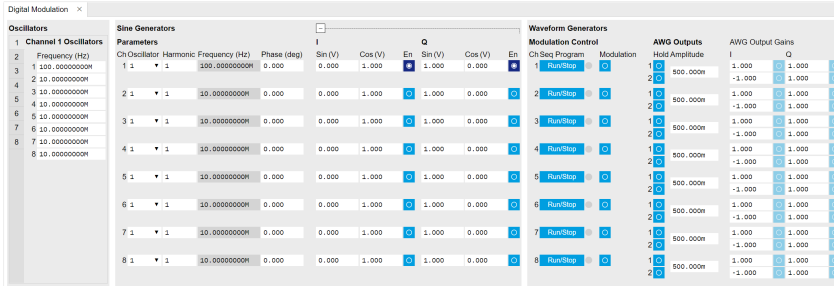 Digital Modulation ×
Oscillators
1 Channel 1 Oscillators
2 Frequency (Hz)
3 1 100.00000000M
4 2 10.00000000M
5 3 10.00000000M
6 4 10.00000000M
7 5 10.00000000M
8 6 10.00000000M
7 10.00000000M
8 10.00000000M
Sine Generators
Parameters I Q
Ch Oscillator Harmonic Frequency (Hz) Phase (deg) Sin (V) Cos (V) En Sin (V) Cos (V) En
1 1 1 100.00000000M 0.000 0.000 1.000 1.000 0.000
2 1 1 10.00000000M 0.000 0.000 1.000 1.000 0.000
3 1 1 10.00000000M 0.000 0.000 1.000 1.000 0.000
4 1 1 10.00000000M 0.000 0.000 1.000 1.000 0.000
5 1 1 10.00000000M 0.000 0.000 1.000 1.000 0.000
6 1 1 10.00000000M 0.000 0.000 1.000 1.000 0.000
7 1 1 10.00000000M 0.000 0.000 1.000 1.000 0.000
8 1 1 10.00000000M 0.000 0.000 1.000 1.000 0.000
Waveform Generators
Modulation Control AWG Outputs AWG Output Gains
Ch Seq Program Modulation Hold Amplitude I Q
1 Run/Stop 1 500.000m 1.000 1.000
2 -1.000 1.000
2 Run/Stop 1 500.000m 1.000 1.000
2 -1.000 1.000
3 Run/Stop 1 500.000m 1.000 1.000
2 -1.000 1.000
4 Run/Stop 1 500.000m 1.000 1.000
2 -1.000 1.000
5 Run/Stop 1 500.000m 1.000 1.000
2 -1.000 1.000
6 Run/Stop 1 500.000m 1.000 1.000
2 -1.000 1.000
7 Run/Stop 1 500.000m 1.000 1.000
2 -1.000 1.000
8 Run/Stop 1 500.000m 1.000 1.000
2 -1.000 1.000